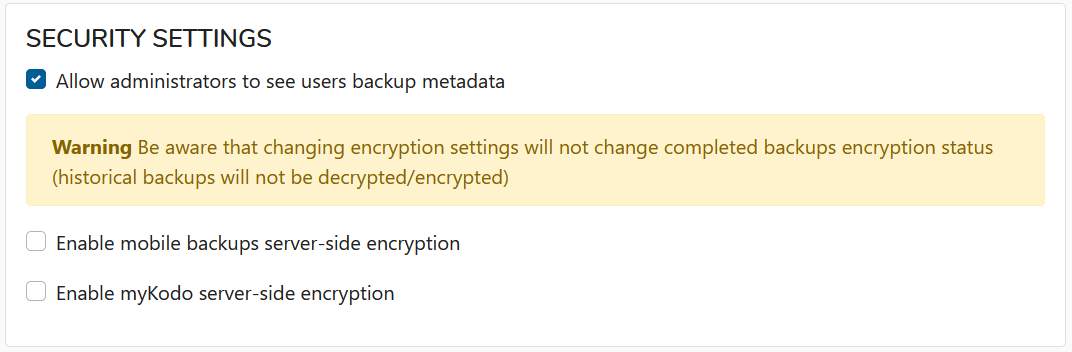 SECURITY SETTINGS
Allow administrators to see users backup metadata
Warning Be aware that changing encryption settings will not change completed backups encryption status
(historical backups will not be decrypted/encrypted)
Enable mobile backups server-side encryption
Enable myKodo server-side encryption